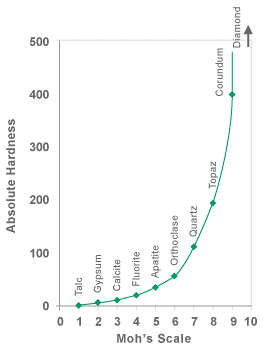 Absolute Hardness
500
400
300
200
100
0
Talc
Gypsum
Calcite
Fluorite
Apatite
Orthoclase
Quartz
Topaz
Corundum
Diamond
0 1 2 3 4 5 6 7 8 9 10
Moh's Scale